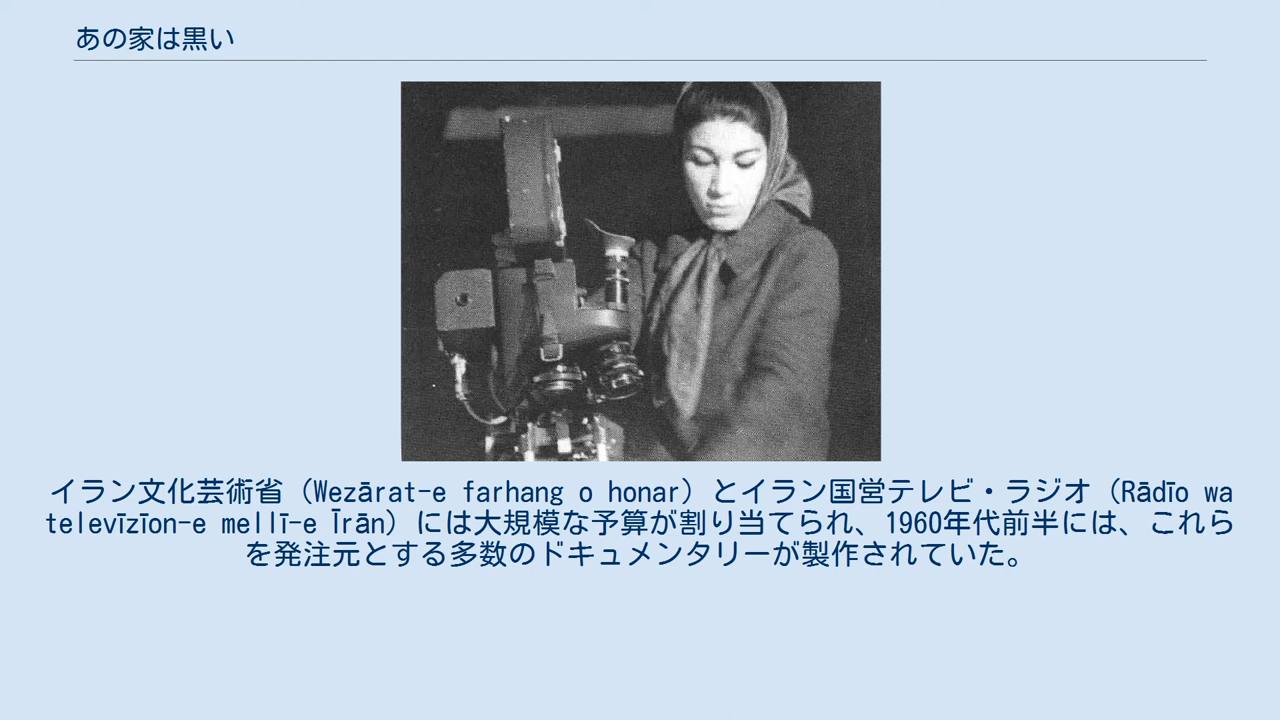 あの家は黒い
イラン文化芸術省（Wezārat-e farhang o honar）とイラン国営テレビ・ラジオ（Rādīo wa
televīzīon-e mellī-e Īrān）には大規模な予算が割り当てられ、1960年代前半には、これら
を発注元とする多数のドキュメンタリーが製作されていた。